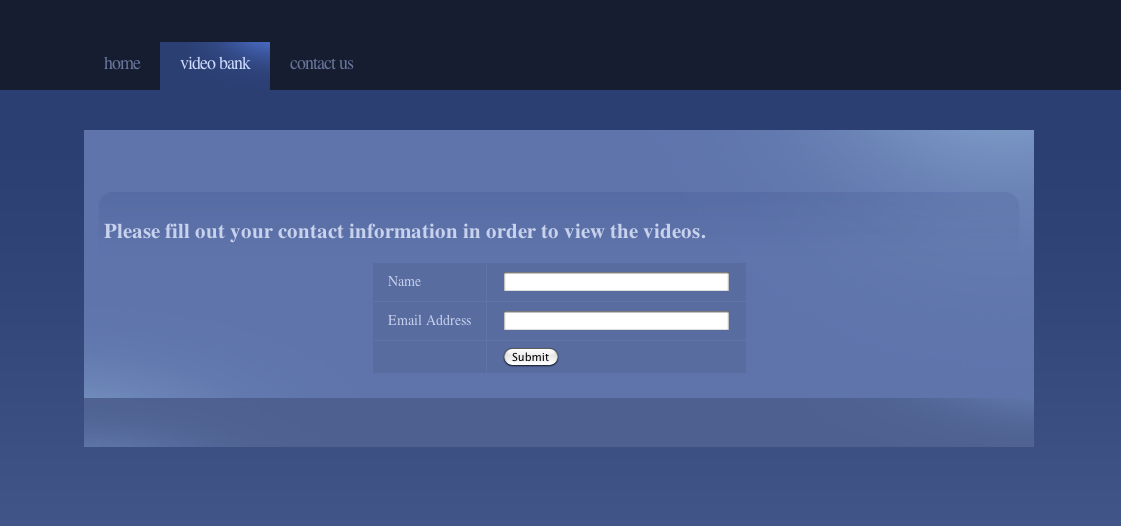 home video bank contact us
Please fill out your contact information in order to view the videos.
Name
Email Address
Submit